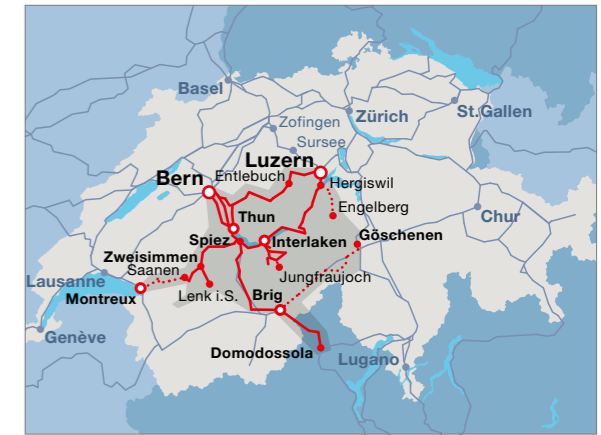 Basel
Zürich
St.Gallen
Zofingen
Sursee
Luzern
Bern
Entlebuch
Hergiswil
Engelberg
Chur
Thun
Spiez
Interlaken
Göschenen
Zweisimmen
Saanen
Lausanne
Jungfraujoch
Montreux
Lenk i.S.
Brig
Genève
Domodossola
Lugano